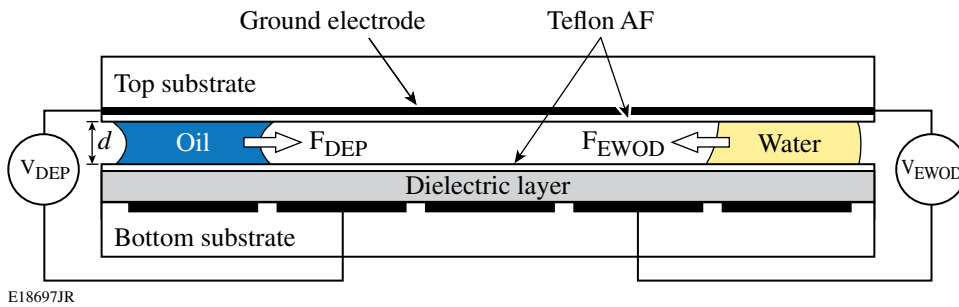 Ground electrode
Teflon AF
Top substrate
d
Oil
F_DEP
F_EWOD
Water
V_DEP
V_EWOD
Dielectric layer
Bottom substrate
E18697JR